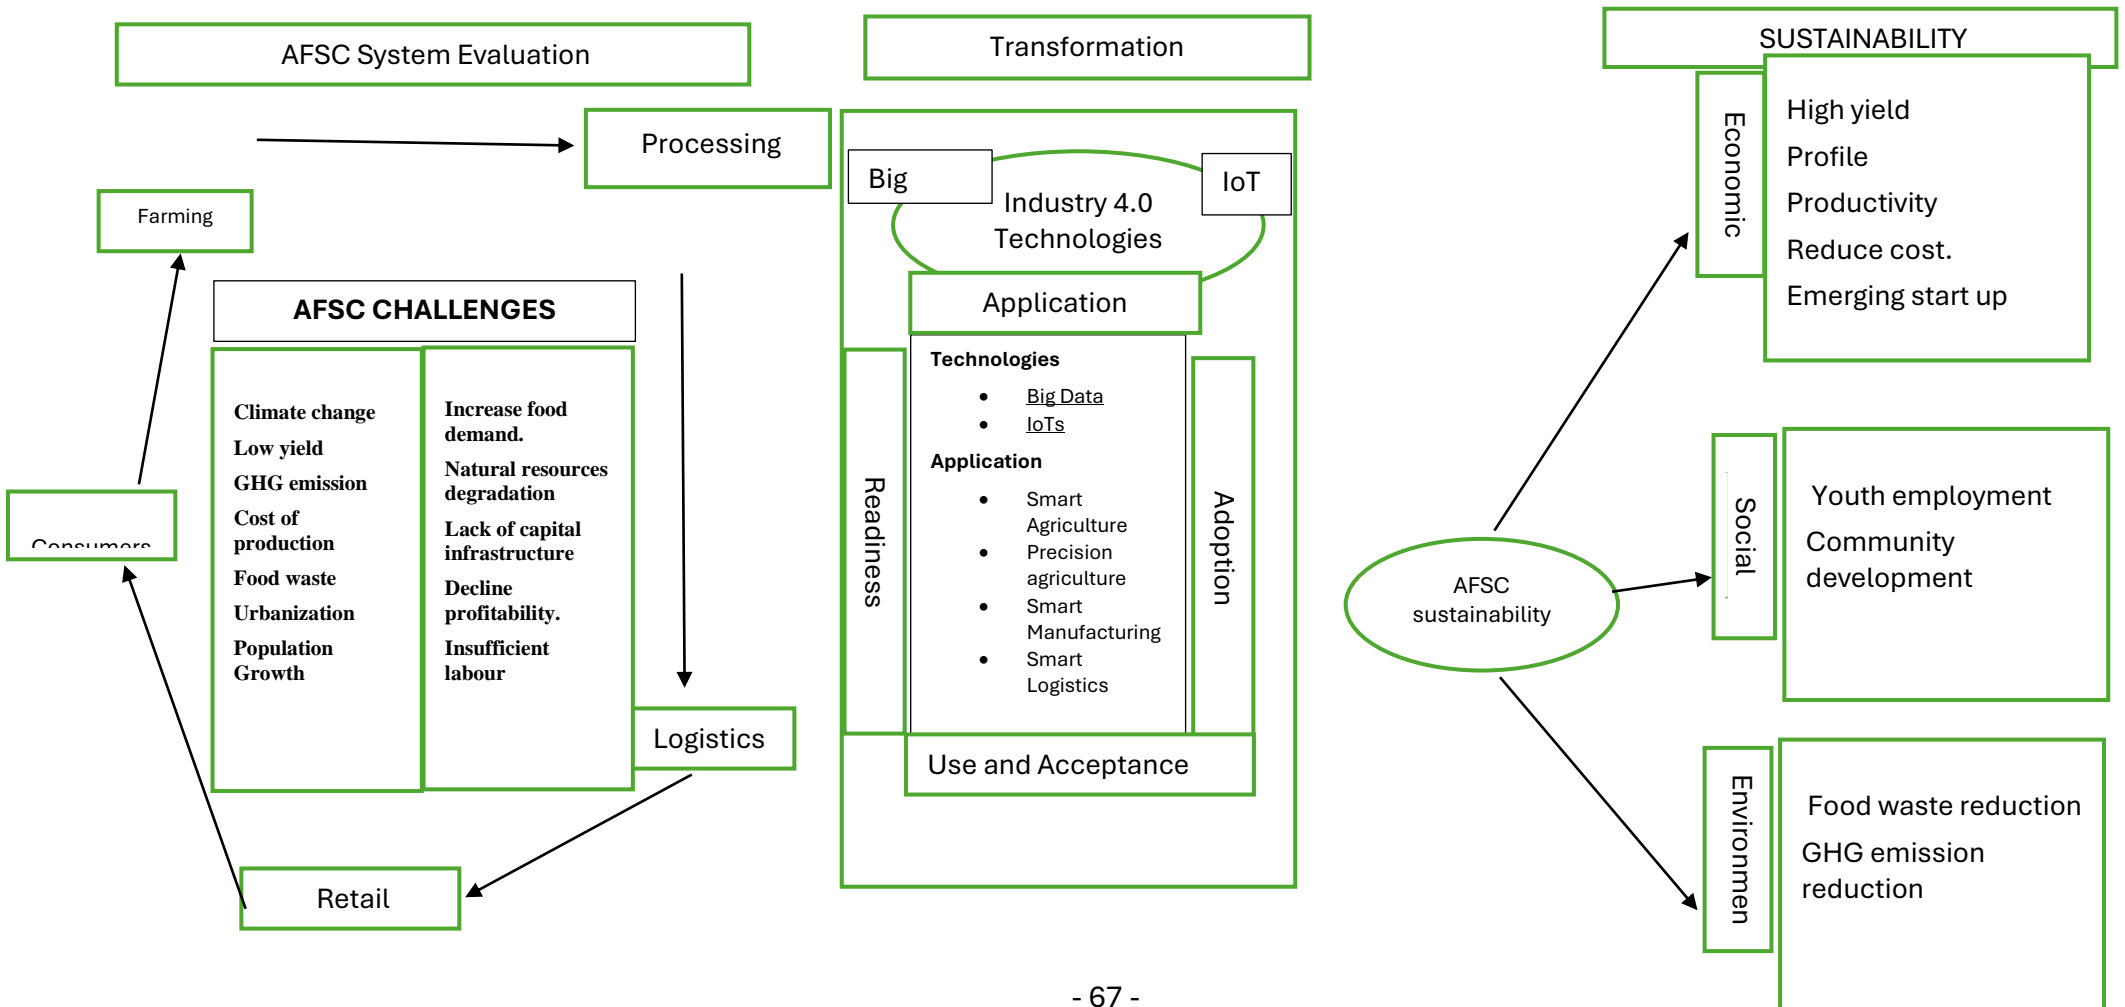 AFSC System Evaluation
Transformation
SUSTAINABILITY
Processing
Farming
AFSC CHALLENGES
Climate change
Low yield
GHG emission
Cost of
production
Food waste
Urbanization
Population
Growth
Increase food
demand.
Natural resources
degradation
Lack of capital
infrastructure
Decline
profitability.
Insufficient
labour
Consumers
Logistics
Retail
Big
IoT
Industry 4.0
Technologies
Application
Readiness
Technologies
• Big Data
• IoTs
Application
• Smart
Agriculture
• Precision
agriculture
• Smart
Manufacturing
• Smart
Logistics
Adoption
Use and Acceptance
AFSC
sustainability
Economic
High yield
Profile
Productivity
Reduce cost.
Emerging start up
Social
Youth employment
Community
development
Environmen
Food waste reduction
GHG emission
reduction
- 67 -